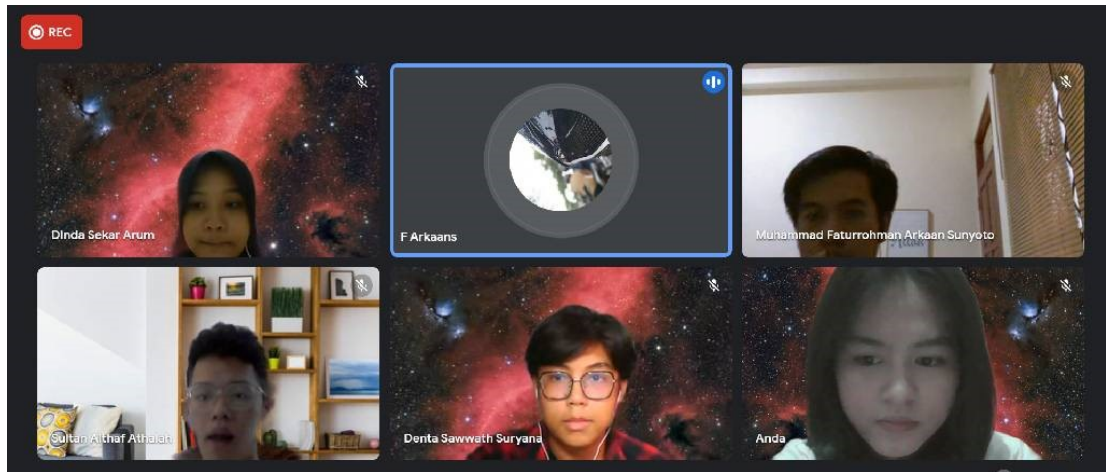 REC
Dinda Sekar Arum
F Arkaans
Muhammad Faturrohman Arkaan Sunyoto
Sultan Althaf Athalah
Denta Sawwath Suryana
Anda